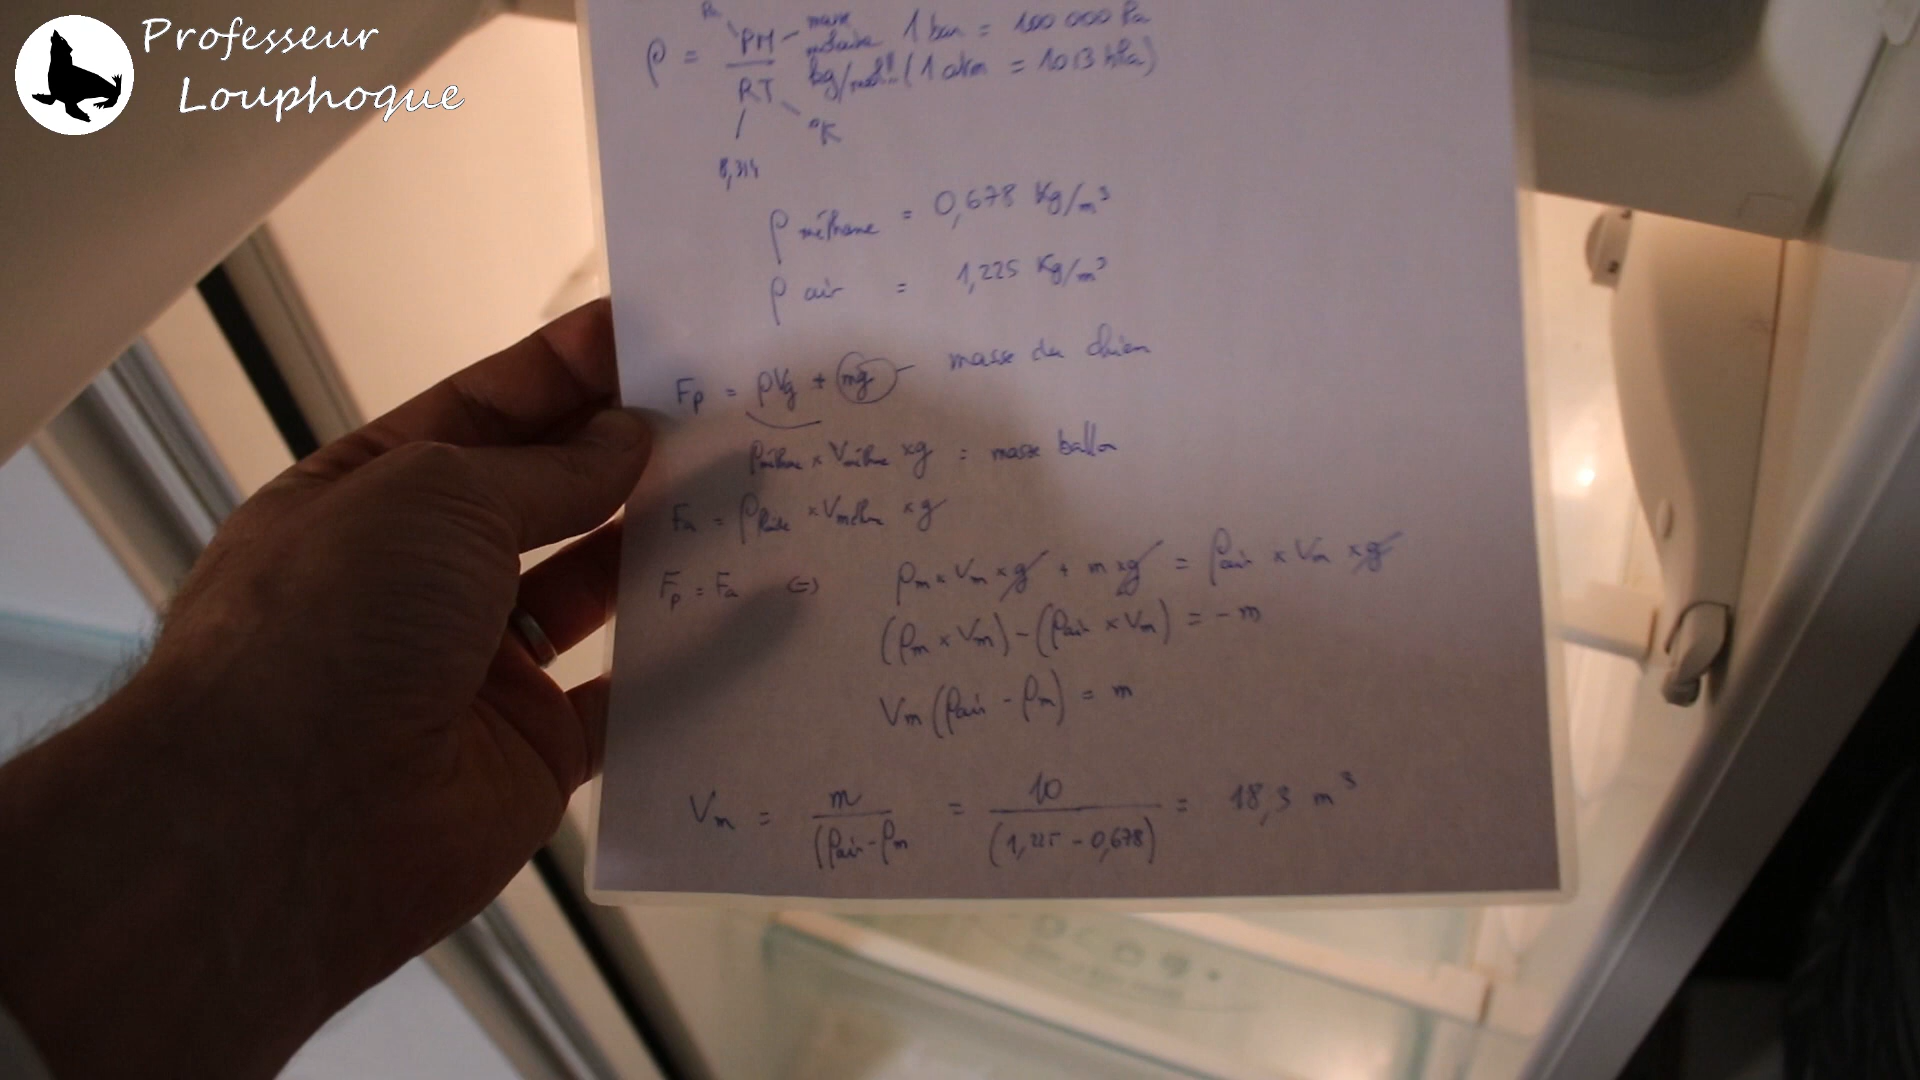 Professeur
Louphoque
Pa
masse
ρ = PM
molaire
1 bar = 100 000 Pa
kg/mol!! (1 atm = 1013 hPa)
RT
°K
8,314
ρ méthane = 0,678 Kg/m³
ρ air = 1,225 Kg/m³
Fp = ρVg + mg - masse du chien
ρméthane × Vméthane × g = masse ballon
Fa = ρfluide × Vméthane × g
Fp = Fa <=> ρm × Vm × g + m × g = ρair × Vm × g
(ρm × Vm) - (ρair × Vm) = - m
Vm (ρair - ρm) = m
Vm = m / (ρair - ρm = 10 / (1,225 - 0,678) = 18,3 m³